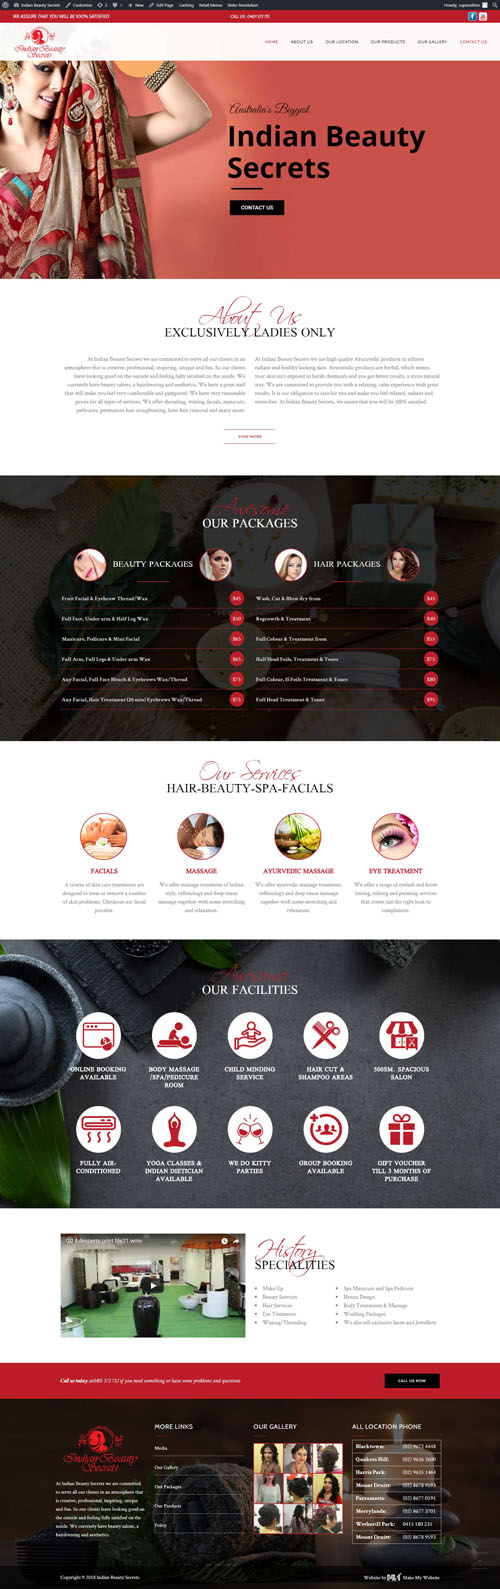 Indian Beauty Secrets Customize 2 0 New Edit Page Caching Retail Menus Slider Revolution Howdy, superadmin
WE ASSURE THAT YOU WILL BE 100% SATISFIED
CALL US : 0401 572 712
Indian Beauty
Secrets
HOME ABOUT US OUR LOCATION OUR PRODUCTS OUR GALLERY CONTACT US
Australia's Biggest
Indian Beauty
Secrets
CONTACT US
About Us
EXCLUSIVELY LADIES ONLY
At Indian Beauty Secrets we are committed to serve all our clients in an
atmosphere that is creative, professional, inspiring, unique and fun. So our clients
leave looking good on the outside and feeling fully satisfied on the inside. We
currently have beauty salons, a hairdressing and aesthetics. We have a great staff
that will make you feel very comfortable and pampered. We have very reasonable
prices for all types of services. We offer threading, waxing, facials, manicure,
pedicures, permanent hair straightening, laser hair removal and many more.
At Indian Beauty Secrets we use high quality Ayurvedic products to achieve
radiant and healthy looking skin. Ayurvedic products are herbal, which means
your skin isn't exposed to harsh chemicals and you get better results, a more natural
way. We are committed to provide you with a relaxing, calm experience with great
results. It is our obligation to care for you and make you feel relaxed, radiant and
stress free. At Indian Beauty Secrets, we assure that you will be 100% satisfied.
VIEW MORE
Awesome
OUR PACKAGES
BEAUTY PACKAGES
Fruit Facial & Eyebrow Thread/Wax $45
Full Face, Under arm & Half Leg Wax $50
Manicure, Pedicure & Mini Facial $65
Full Arm, Full Legs & Under arm Wax $65
Any Facial, Full Face Bleach & Eyebrows Wax/Thread $75
Any Facial, Hair Treatment (20 min) Eyebrows Wax/Thread $75
HAIR PACKAGES
Wash, Cut & Blow dry from $45
Regrowth & Treatment $40
Full Colour & Treatment from $55
Half Head Foils, Treatment & Toner $75
Full Colour, 15 Foils Treatment & Toner $80
Full Head Treatment & Toner $95
Our Services
HAIR-BEAUTY-SPA-FACIALS
FACIALS
A course of skin care treatments are
designed to treat or remove a number
of skin problems. Checkout our facial
pricelist.
MASSAGE
We offer massage treatment of Indian
style, reflexology and deep tissue
massage together with some stretching
and relaxation.
AYURVEDIC MASSAGE
We offer ayurvedic massage treatment,
reflexology and deep tissue massage
together with some stretching and
relaxation.
EYE TREATMENT
We offer a range of eyelash and brow
tinting, tidying and perming services
that create just the right look to
compliment.
Awesome
OUR FACILITIES
ONLINE BOOKING
AVAILABLE
BODY MASSAGE
/SPA/PEDICURE
ROOM
CHILD MINDING
SERVICE
HAIR CUT &
SHAMPOO AREAS
500SM. SPACIOUS
SALON
FULLY AIR-
CONDITIONED
YOGA CLASSES &
INDIAN DIETICIAN
AVAILABLE
WE DO KITTY
PARTIES
GROUP BOOKING
AVAILABLE
GIFT VOUCHER
TILL 3 MONTHS OF
PURCHASE
Adexperts print file21.wmv
History
SPECIALITIES
Make Up
Beauty Services
Hair Services
Eye Treatment
Waxing/Threading
Spa Manicure and Spa Pedicure
Henna Design
Body Treatments & Massage
Wedding Packages
We also sell exclusive Saree and Jewellery.
Call us today at 0401 572 712 if you need something or have some problems and questions
CALL US NOW
Indian Beauty
Secrets
At Indian Beauty Secrets we are committed
to serve all our clients in an atmosphere that
is creative, professional, inspiring, unique
and fun. So our clients leave looking good on
the outside and feeling fully satisfied on the
inside. We currently have beauty salons, a
hairdressing and aesthetics.
MORE LINKS
Media
Our Gallery
Our Packages
Our Products
Policy
OUR GALLERY
ALL LOCATION PHONE
Blacktown: (02) 9672 4448
Quakers Hill: (02) 9626 2600
Harris Park: (02) 9635 1464
Mount Druitt: (02) 8678 9593
Parramatta: (02) 8677 0191
Merrylands: (02) 8677 3701
Wetherill Park: 0415 180 235
Mount Druitt: (02) 8678 9593
Copyright © 2018 Indian Beauty Secrets.
Website by Make My Website